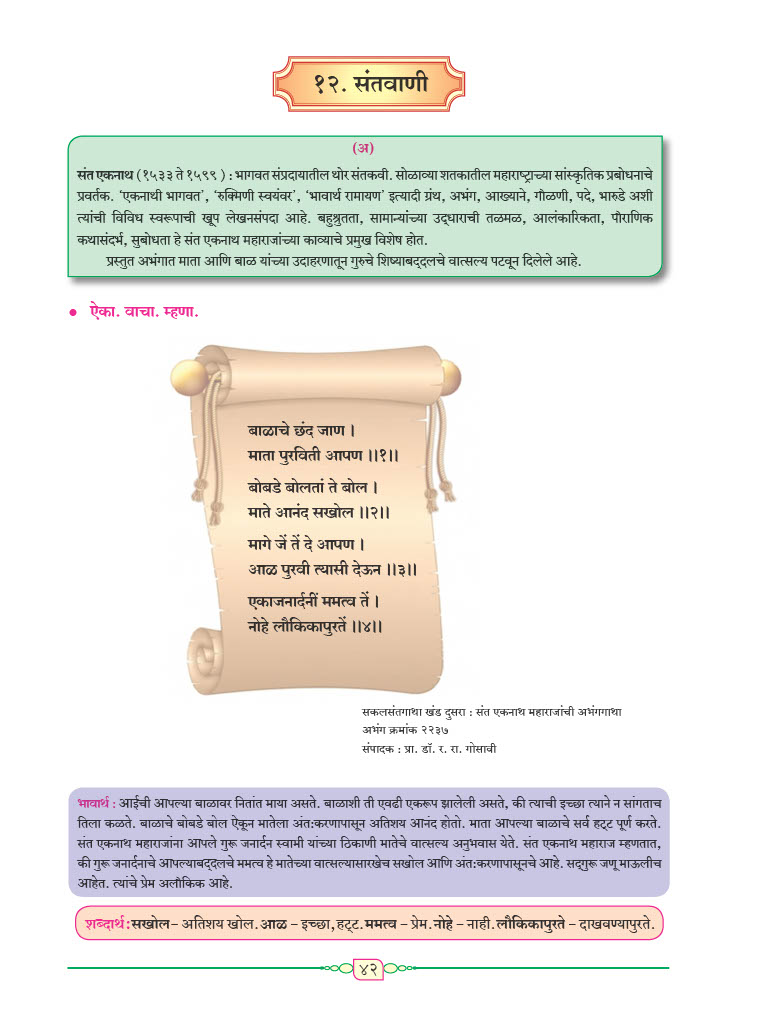 १२. संतवाणी
(अ)
संत एकनाथ (१५३३ ते १५९९ ) : भागवत संप्रदायातील थोर संतकवी. सोळाव्या शतकातील महाराष्ट्राच्या सांस्कृतिक प्रबोधनाचे
प्रवर्तक. ‘एकनाथी भागवत’, ‘रुक्मिणी स्वयंवर’, ‘भावार्थ रामायण’ इत्यादी ग्रंथ, अभंग, आख्याने, गौळणी, पदे, भारुडे अशी
त्यांची विविध स्वरूपाची खूप लेखनसंपदा आहे. बहुश्रुतता, सामान्यांच्या उद्‌धाराची तळमळ, आलंकारिकता, पौराणिक
कथासंदर्भ, सुबोधता हे संत एकनाथ महाराजांच्या काव्याचे प्रमुख विशेष होत.
प्रस्तुत अभंगात माता आणि बाळ यांच्या उदाहरणातून गुरुचे शिष्याबद्‌दलचे वात्सल्य पटवून दिलेले आहे.
● ऐका. वाचा. म्हणा.
बाळाचे छंद जाण ।
माता पुरविती आपण ।।१।।
बोबडे बोलतां ते बोल ।
माते आनंद सखोल ।।२।।
मागे जें तें दे आपण ।
आळ पुरवी त्यासी देऊन ।।३।।
एकाजनार्दनीं ममत्व तें ।
नोहे लौकिकापुरतें ।।४।।
सकलसंतगाथा खंड दुसरा : संत एकनाथ महाराजांची अभंगगाथा
अभंग क्रमांक २२३७
संपादक : प्रा. डॉ. र. रा. गोसावी
भावार्थ : आईची आपल्या बाळावर नितांत माया असते. बाळाशी ती एवढी एकरूप झालेली असते, की त्याची इच्छा त्याने न सांगताच
तिला कळते. बाळाचे बोबडे बोल ऐकून मातेला अंतःकरणापासून अतिशय आनंद होतो. माता आपल्या बाळाचे सर्व हट्‌ट पूर्ण करते.
संत एकनाथ महाराजांना आपले गुरू जनार्दन स्वामी यांच्या ठिकाणी मातेचे वात्सल्य अनुभवास येते. संत एकनाथ महाराज म्हणतात,
की गुरू जनार्दनाचे आपल्याबद्‌दलचे ममत्व हे मातेच्या वात्सल्यासारखेच सखोल आणि अंतःकरणापासूनचे आहे. सद्‌गुरू जणू माऊलीच
आहेत. त्यांचे प्रेम अलौकिक आहे.
शब्दार्थ : सखोल – अतिशय खोल. आळ – इच्छा, हट्‌ट. ममत्व – प्रेम. नोहे – नाही. लौकिकापुरते – दाखवण्यापुरते.
४२